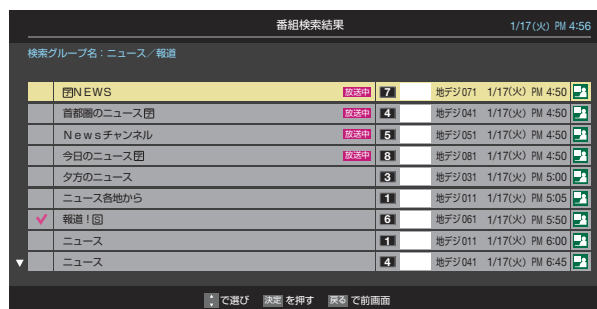 番組検索結果 1/17(火) PM 4:56
検索グループ名：ニュース／報道
字NEWS 放送中 7 地デジ071 1/17(火) PM 4:50
首都圏のニュース字 放送中 4 地デジ041 1/17(火) PM 4:50
Newsチャンネル 放送中 5 地デジ051 1/17(火) PM 4:50
今日のニュース字 放送中 8 地デジ081 1/17(火) PM 4:50
夕方のニュース 3 地デジ031 1/17(火) PM 5:00
ニュース各地から 1 地デジ011 1/17(火) PM 5:05
報道！S 6 地デジ061 1/17(火) PM 5:50
ニュース 1 地デジ011 1/17(火) PM 6:00
ニュース 4 地デジ041 1/17(火) PM 6:45
で選び 決定 を押す 戻る で前画面